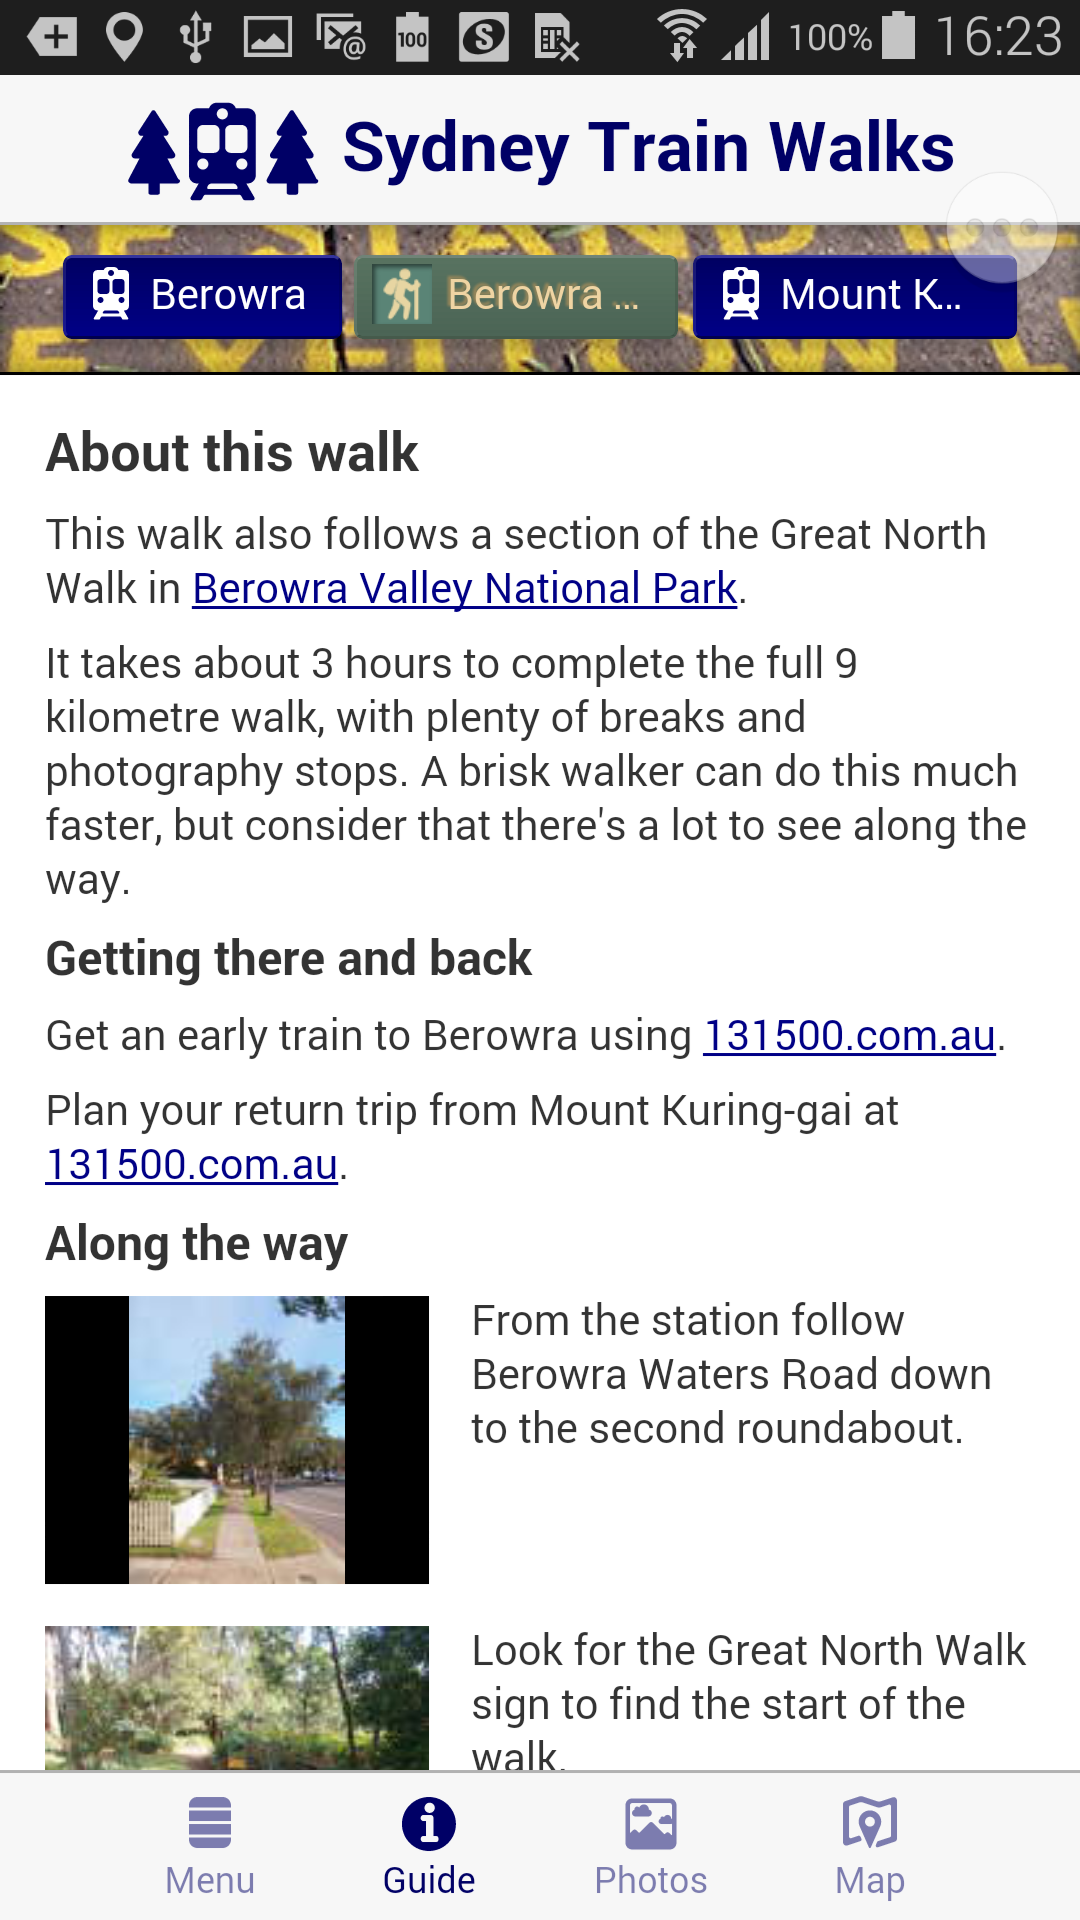 100
S
100%
16:23
Sydney Train Walks
Berowra
Berowra ...
Mount K...
About this walk
This walk also follows a section of the Great North
Walk in Berowra Valley National Park.
It takes about 3 hours to complete the full 9
kilometre walk, with plenty of breaks and
photography stops. A brisk walker can do this much
faster, but consider that there's a lot to see along the
way.
Getting there and back
Get an early train to Berowra using 131500.com.au.
Plan your return trip from Mount Kuring-gai at
131500.com.au.
Along the way
From the station follow
Berowra Waters Road down
to the second roundabout.
Look for the Great North Walk
sign to find the start of the
walk.
Menu
Guide
Photos
Map